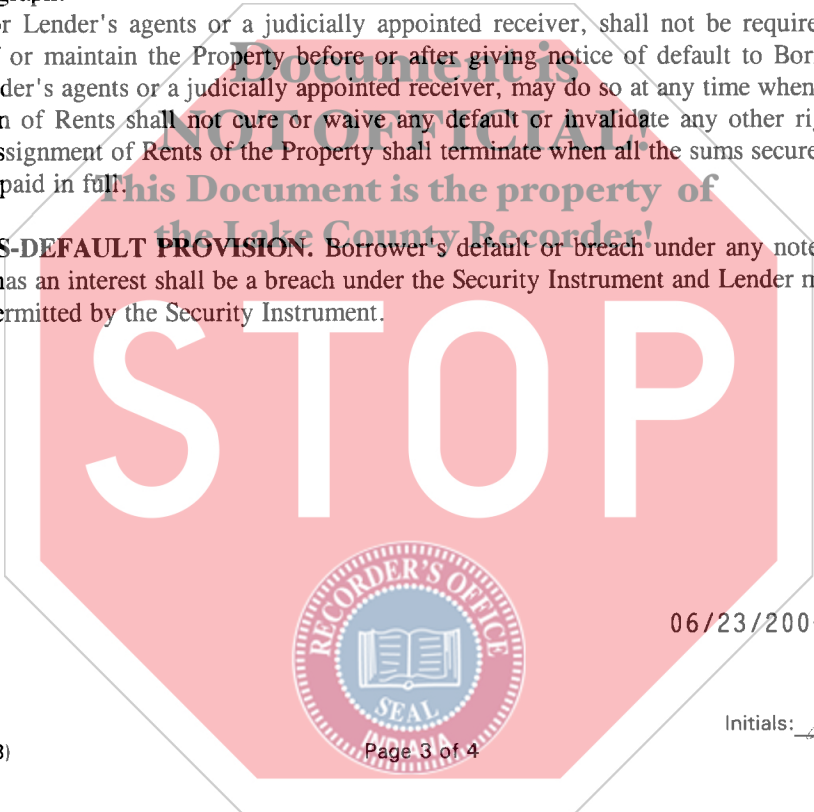 r Lender's agents or a judicially appointed receiver, shall not be require
or maintain the Property before or after giving notice of default to Bor
der's agents or a judicially appointed receiver, may do so at any time when
n of Rents shall not cure or waive any default or invalidate any other ri
ssignment of Rents of the Property shall terminate when all the sums secure
paid in full.
S-DEFAULT PROVISION. Borrower's default or breach under any note
has an interest shall be a breach under the Security Instrument and Lender m
ermitted by the Security Instrument.
Document is
NOT OFFICIAL!
This Document is the property of
the Lake County Recorder!
STOP
RECORDER'S OFFICE
SEAL
INDIANA
06/23/200
Initials:
Page 3 of 4